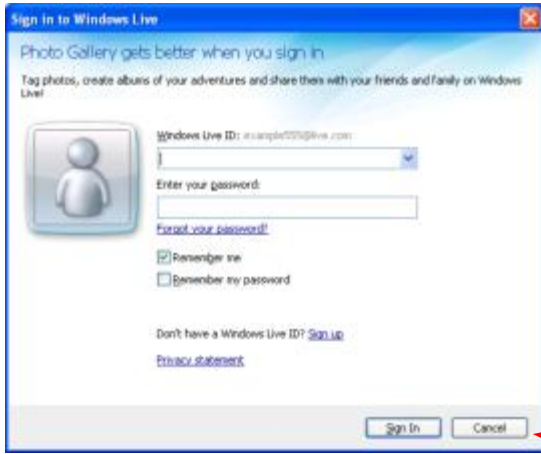 Sign in to Windows Live
Photo Gallery gets better when you sign in
Tag photos, create albums of your adventures and share them with your friends and family on Windows
Live!
Windows Live ID: example555@live.com
Enter your password:
Forgot your password?
Remember me
Remember my password
Don't have a Windows Live ID? Sign up
Privacy statement
Sign In Cancel